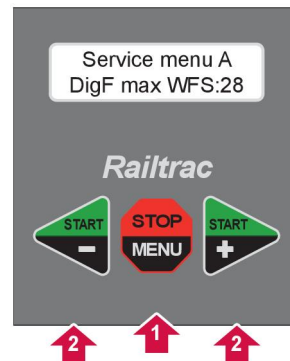 Service menu A
DigF max WFS:28
Railtrac
START
STOP
START
–
MENU
+
2
1
2